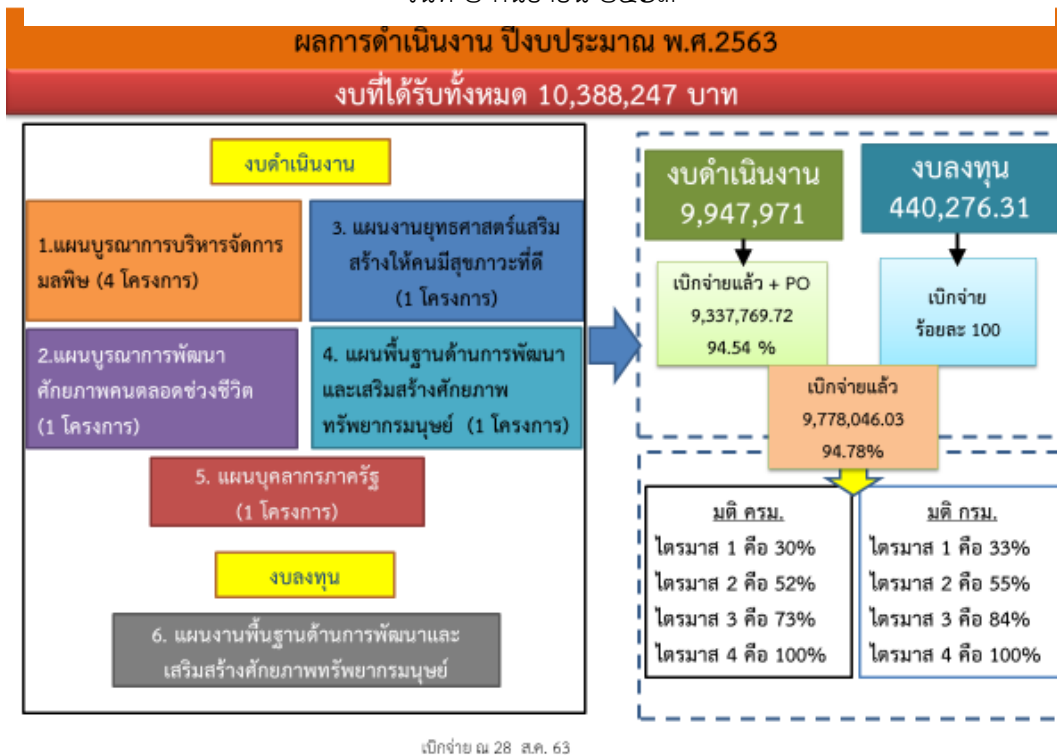 ผลการดำเนินงาน ปีงบประมาณ พ.ศ.2563
งบที่ได้รับทั้งหมด 10,388,247 บาท
งบดำเนินงาน
1.แผนบูรณาการบริหารจัดการ
มลพิษ (4 โครงการ)
3. แผนงานยุทธศาสตร์เสริม
สร้างให้คนมีสุขภาวะที่ดี
(1 โครงการ)
2.แผนบูรณาการพัฒนา
ศักยภาพคนตลอดช่วงชีวิต
(1 โครงการ)
4. แผนพื้นฐานด้านการพัฒนา
และเสริมสร้างศักยภาพ
ทรัพยากรมนุษย์ (1 โครงการ)
5. แผนบุคลากรภาครัฐ
(1 โครงการ)
งบลงทุน
6. แผนงานพื้นฐานด้านการพัฒนาและ
เสริมสร้างศักยภาพทรัพยากรมนุษย์
งบดำเนินงาน
9,947,971
งบลงทุน
440,276.31
เบิกจ่ายแล้ว + PO
9,337,769.72
94.54 %
เบิกจ่าย
ร้อยละ 100
เบิกจ่ายแล้ว
9,778,046.03
94.78%
มติ ครม.
ไตรมาส 1 คือ 30%
ไตรมาส 2 คือ 52%
ไตรมาส 3 คือ 73%
ไตรมาส 4 คือ 100%
มติ กรม.
ไตรมาส 1 คือ 33%
ไตรมาส 2 คือ 55%
ไตรมาส 3 คือ 84%
ไตรมาส 4 คือ 100%
เบิกจ่าย ณ 28 ส.ค. 63